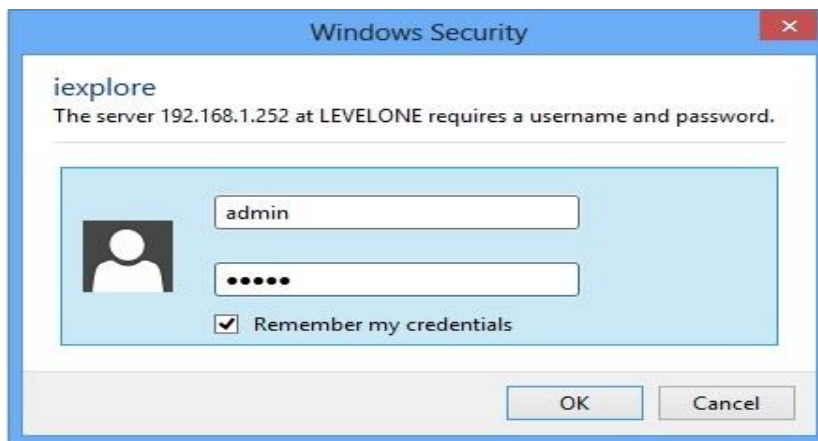 Windows Security
iexplore
The server 192.168.1.252 at LEVELONE requires a username and password.
admin
●●●●●
Remember my credentials
OK
Cancel